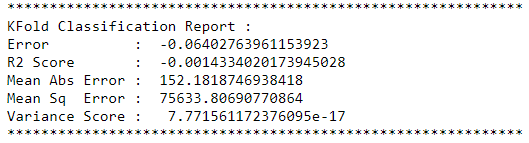 **************************************************************
KFold Classification Report :
Error          :  -0.06402763961153923
R2 Score       :  -0.0014334020173945028
Mean Abs Error :  152.1818746938418
Mean Sq  Error :  75633.80690770864
Variance Score :   7.771561172376095e-17
**************************************************************